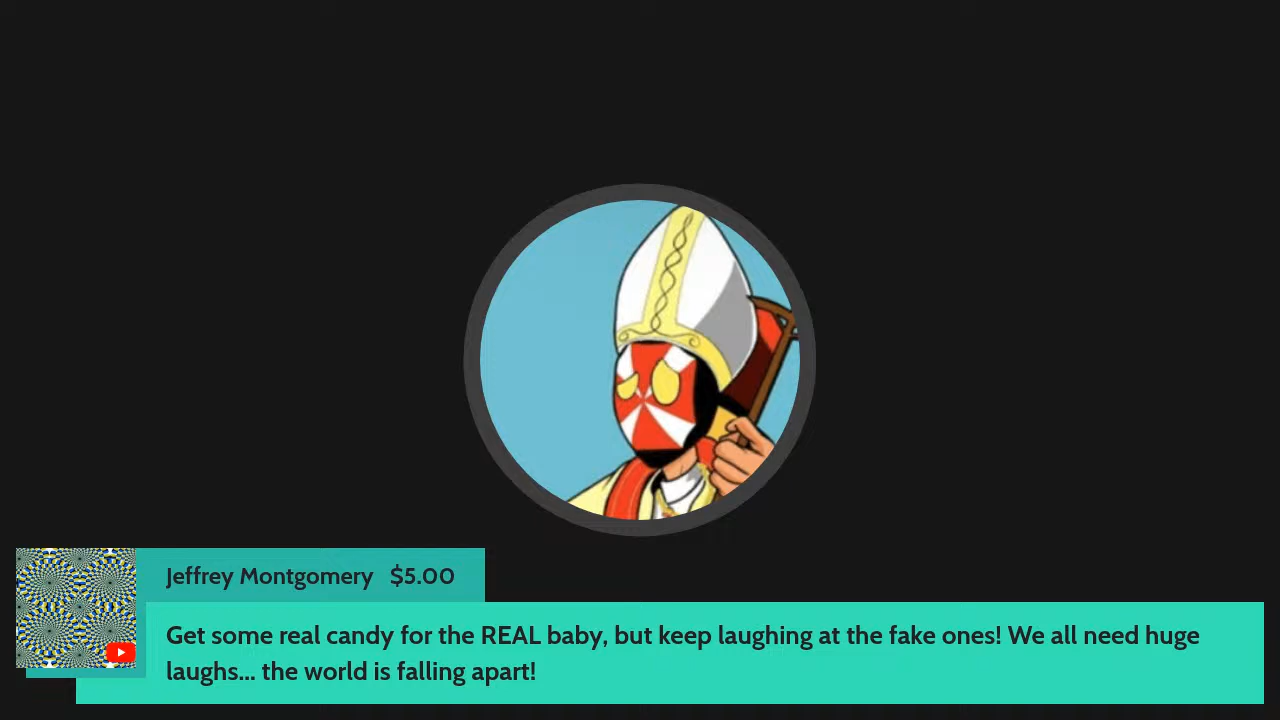 Jeffrey Montgomery $5.00
Get some real candy for the REAL baby, but keep laughing at the fake ones! We all need huge
laughs... the world is falling apart!